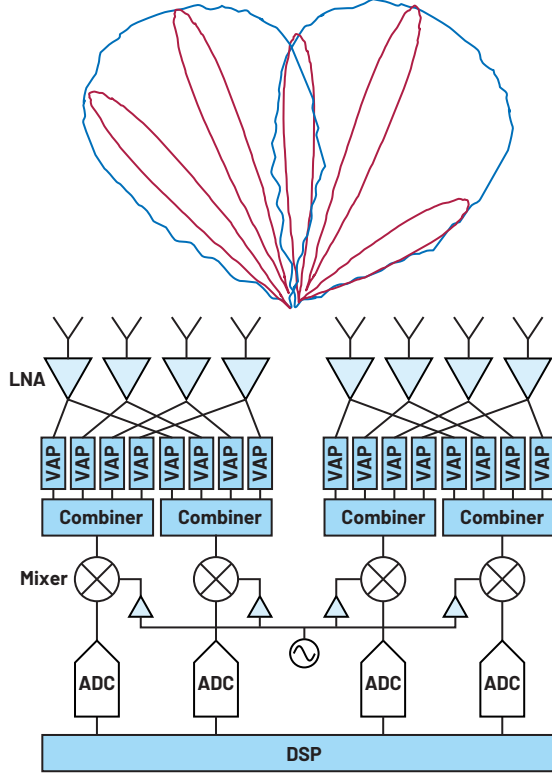 LNA
VAP VAP VAP VAP VAP VAP VAP VAP VAP VAP VAP VAP VAP VAP VAP VAP
Combiner Combiner Combiner Combiner
Mixer
ADC ADC ADC ADC
DSP